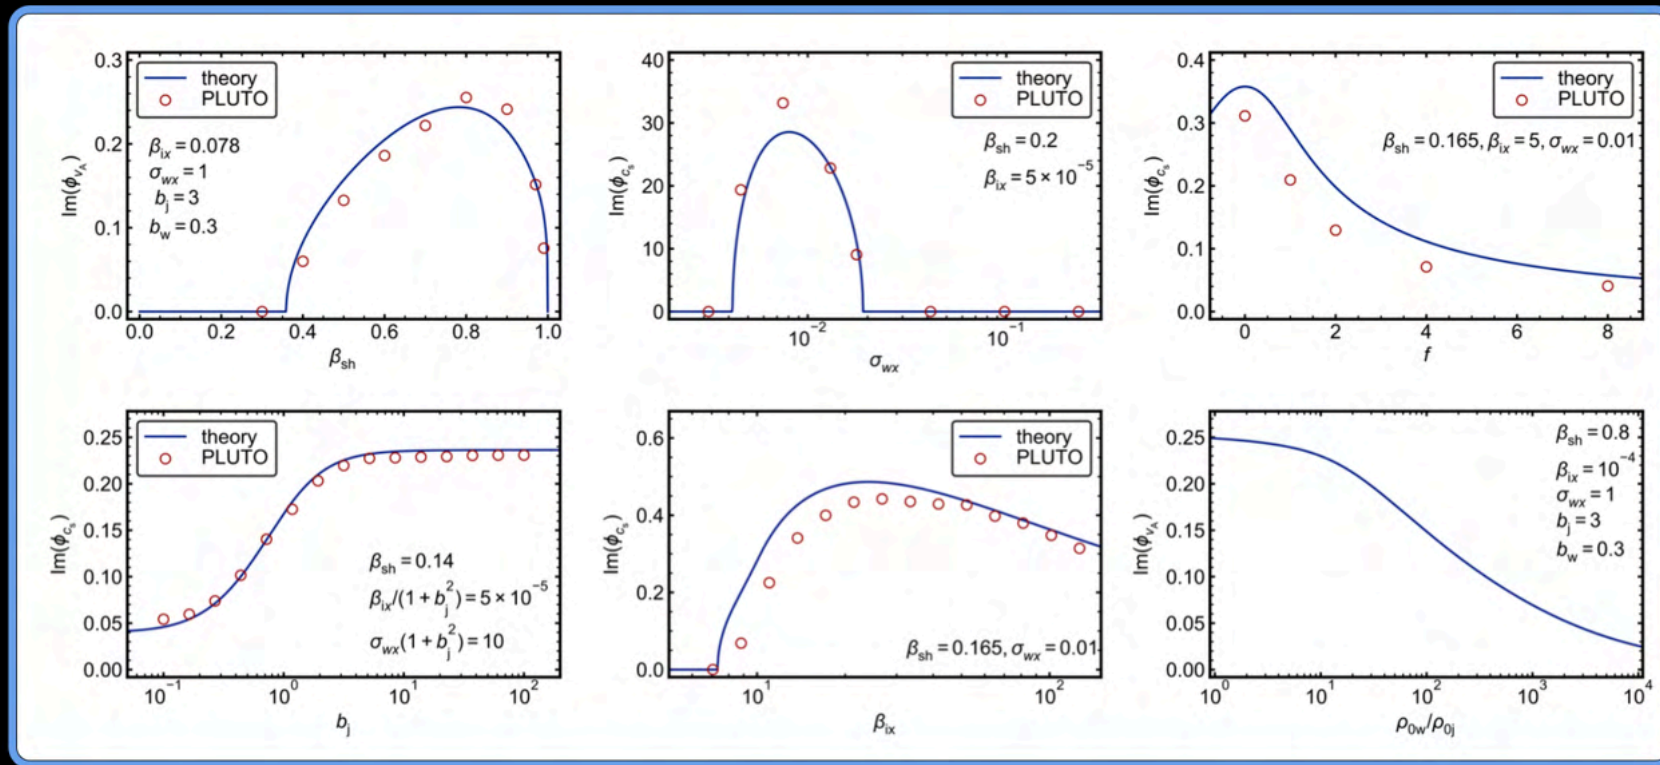 0.3
0.2
0.1
0.0
Im(ϕ_vA)
theory
PLUTO
β_ix = 0.078
σ_wx = 1
b_j = 3
b_w = 0.3
0.0 0.2 0.4 0.6 0.8 1.0
β_sh
40
30
20
10
0
Im(ϕ_cs)
theory
PLUTO
β_sh = 0.2
β_ix = 5 × 10^−5
10^−2 10^−1
σ_wx
0.4
0.3
0.2
0.1
0.0
Im(ϕ_cs)
theory
PLUTO
β_sh = 0.165, β_ix = 5, σ_wx = 0.01
0 2 4 6 8
f
0.25
0.20
0.15
0.10
0.05
0.00
Im(ϕ_cs)
theory
PLUTO
β_sh = 0.14
β_ix/(1 + b_j^2) = 5 × 10^−5
σ_wx(1 + b_j^2) = 10
10^−1 10^0 10^1 10^2
b_j
0.6
0.4
0.2
0.0
Im(ϕ_cs)
theory
PLUTO
β_sh = 0.165, σ_wx = 0.01
10^1 10^2
β_ix
0.25
0.20
0.15
0.10
0.05
0.00
Im(ϕ_vA)
β_sh = 0.8
β_ix = 10^−4
σ_wx = 1
b_j = 3
b_w = 0.3
10^0 10^1 10^2 10^3 10^4
ρ_0w/ρ_0j